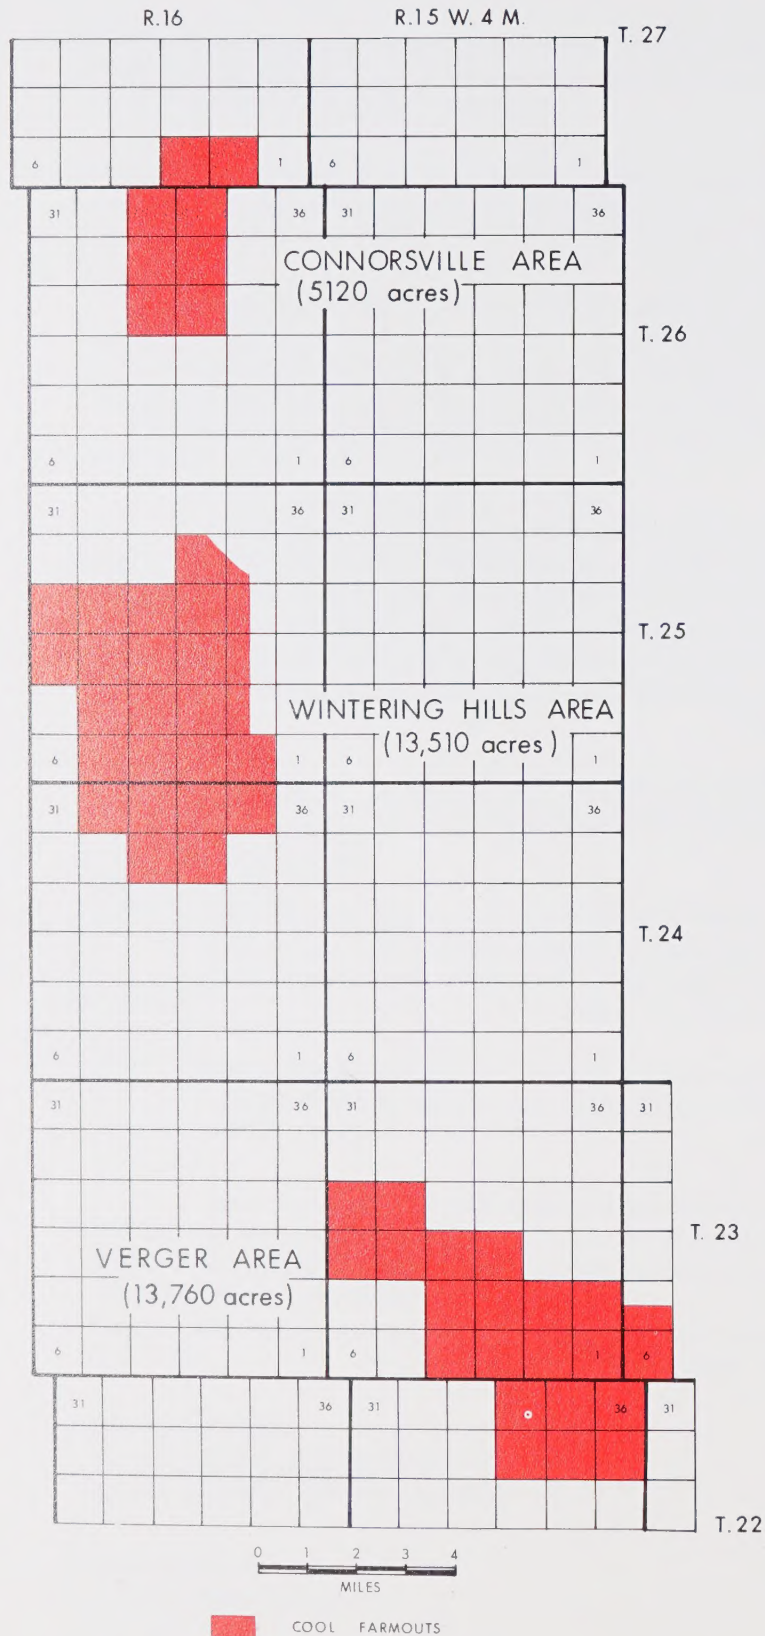 R.16 R.15 W. 4 M.
T. 27
6 1 6 1
31 36 31 36
CONNORSVILLE AREA
(5120 acres)
T. 26
6 1 6 1
31 36 31 36
T. 25
WINTERING HILLS AREA
(13,510 acres)
6 1 6 1
31 36 31 36
T. 24
6 1 6 1
31 36 31 36 31
T. 23
VERGER AREA
(13,760 acres)
6 1 6 1 6
31 36 31 36 31
T. 22
0 1 2 3 4
MILES
COOL FARMOUTS